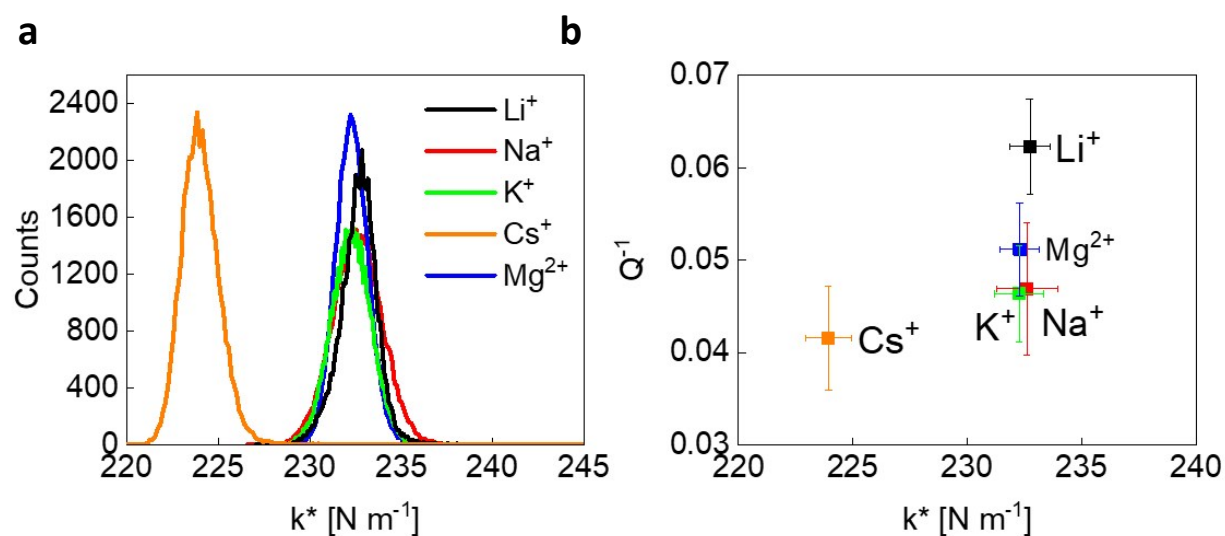 a
2400
2000
1600
1200
800
400
0
Counts
220 225 230 235 240 245
k* [N m⁻¹]
Li⁺
Na⁺
K⁺
Cs⁺
Mg²⁺
b
0.07
0.06
0.05
0.04
0.03
Q⁻¹
220 225 230 235 240
k* [N m⁻¹]
Li⁺
Mg²⁺
K⁺ Na⁺
Cs⁺